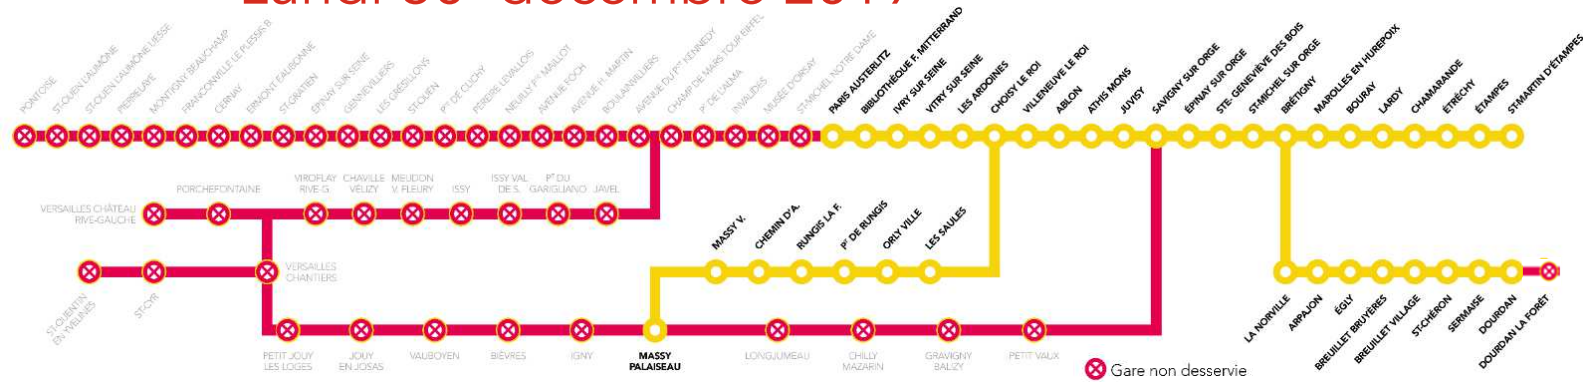 PONTOISE
ST-OUEN L'AUMÔNE
ST-OUEN L'AUMÔNE LIESSE
PIERRELAYE
MONTIGNY BEAUCHAMP
FRANCONVILLE LE PLESSIS B.
CERNAY
ERMONT EAUBONNE
ST-GRATIEN
ÉPINAY SUR SEINE
GENNEVILLIERS
LES GRÉSILLONS
ST-OUEN
PTE DE CLICHY
PEREIRE LEVALLOIS
NEUILLY PTE MAILLOT
AVENUE FOCH
AVENUE H. MARTIN
BOULAINVILLIERS
AVENUE DU PDT KENNEDY
CHAMP DE MARS TOUR EIFFEL
PT DE L'ALMA
INVALIDES
MUSÉE D'ORSAY
ST-MICHEL NOTRE DAME
PARIS AUSTERLITZ
BIBLIOTHÈQUE F. MITTERRAND
IVRY SUR SEINE
VITRY SUR SEINE
LES ARDOINES
CHOISY LE ROI
VILLENEUVE LE ROI
ABLON
ATHIS MONS
JUVISY
SAVIGNY SUR ORGE
ÉPINAY SUR ORGE
STE- GENEVIÈVE DES BOIS
ST-MICHEL SUR ORGE
BRÉTIGNY
MAROLLES EN HUREPOIX
BOURAY
LARDY
CHAMARANDE
ÉTRÉCHY
ÉTAMPES
ST-MARTIN D'ÉTAMPES
VERSAILLES CHÂTEAU
RIVE-GAUCHE
PORCHEFONTAINE
VIROFLAY
RIVE-G.
CHAVILLE
VÉLIZY
MEUDON
V. FLEURY
ISSY
ISSY VAL
DE S.
PT DU
GARIGLIANO
JAVEL
MASSY V.
CHEMIN D'A.
RUNGIS LA F.
PT DE RUNGIS
ORLY VILLE
LES SAULES
ST-QUENTIN
EN YVELINES
ST-CYR
VERSAILLES
CHANTIERS
LA NORVILLE
ARPAJON
ÉGLY
BREUILLET BRUYÈRES
BREUILLET VILLAGE
ST-CHÉRON
SERMAISE
DOURDAN
DOURDAN LA FORÊT
PETIT JOUY
LES LOGES
JOUY
EN JOSAS
VAUBOYEN
BIÈVRES
IGNY
MASSY
PALAISEAU
LONGJUMEAU
CHILLY
MAZARIN
GRAVIGNY
BALIZY
PETIT VAUX
Gare non desservie